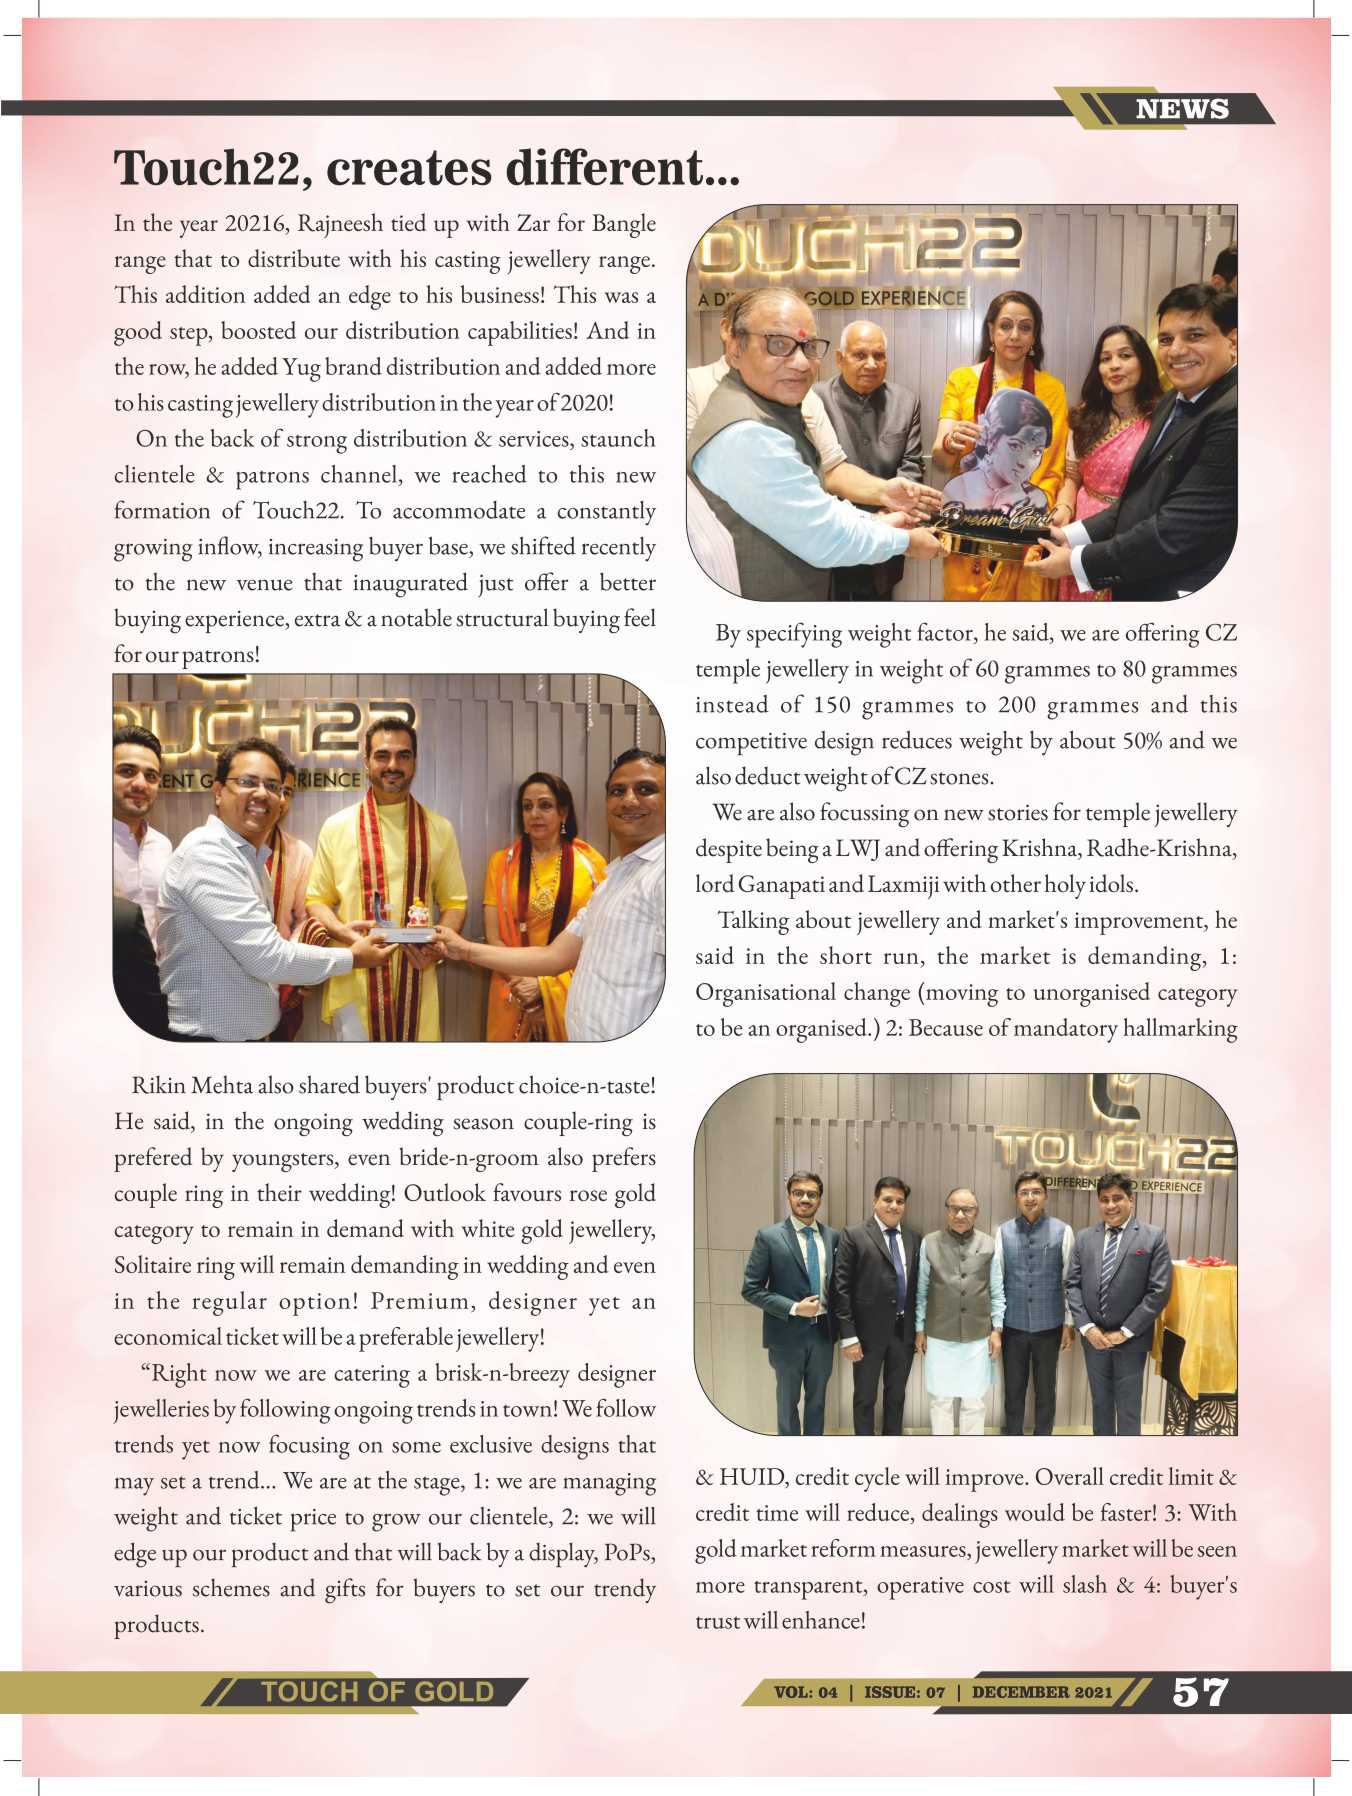 NEWS
Touch22, creates different...
In the year 20216, Rajneesh tied up with Zar for Bangle
range that to distribute with his casting jewellery range.
This addition added an edge to his business! This was a
good step, boosted our distribution capabilities! And in
the row, he added Yug brand distribution and added more
to his casting jewellery distribution in the year of 2020!
On the back of strong distribution & services, staunch
clientele & patrons channel, we reached to this new
formation of Touch22. To accommodate a constantly
growing inflow, increasing buyer base, we shifted recently
to the new venue that inaugurated just offer a better
buying experience, extra & a notable structural buying feel
for our patrons!
OUCH22
ENT G RIENCE
Rikin Mehta also shared buyers' product choice-n-taste!
He said, in the ongoing wedding season couple-ring is
prefered by youngsters, even bride-n-groom also prefers
couple ring in their wedding! Outlook favours rose gold
category to remain in demand with white gold jewellery,
Solitaire ring will remain demanding in wedding and even
in the regular option! Premium, designer yet an
economical ticket will be a preferable jewellery!
“Right now we are catering a brisk-n-breezy designer
jewelleries by following ongoing trends in town! We follow
trends yet now focusing on some exclusive designs that
may set a trend... We are at the stage, 1: we are managing
weight and ticket price to grow our clientele, 2: we will
edge up our product and that will back by a display, PoPs,
various schemes and gifts for buyers to set our trendy
products.
OUCH22
A D GOLD EXPERIENCE
Dream Girl
By specifying weight factor, he said, we are offering CZ
temple jewellery in weight of 60 grammes to 80 grammes
instead of 150 grammes to 200 grammes and this
competitive design reduces weight by about 50% and we
also deduct weight of CZ stones.
We are also focussing on new stories for temple jewellery
despite being a LWJ and offering Krishna, Radhe-Krishna,
lord Ganapati and Laxmiji with other holy idols.
Talking about jewellery and market's improvement, he
said in the short run, the market is demanding, 1:
Organisational change (moving to unorganised category
to be an organised.) 2: Because of mandatory hallmarking
TOUCH22
DIFFEREN D EXPERIENCE
& HUID, credit cycle will improve. Overall credit limit &
credit time will reduce, dealings would be faster! 3: With
gold market reform measures, jewellery market will be seen
more transparent, operative cost will slash & 4: buyer's
trust will enhance!
TOUCH OF GOLD
VOL: 04 | ISSUE: 07 | DECEMBER 2021
57